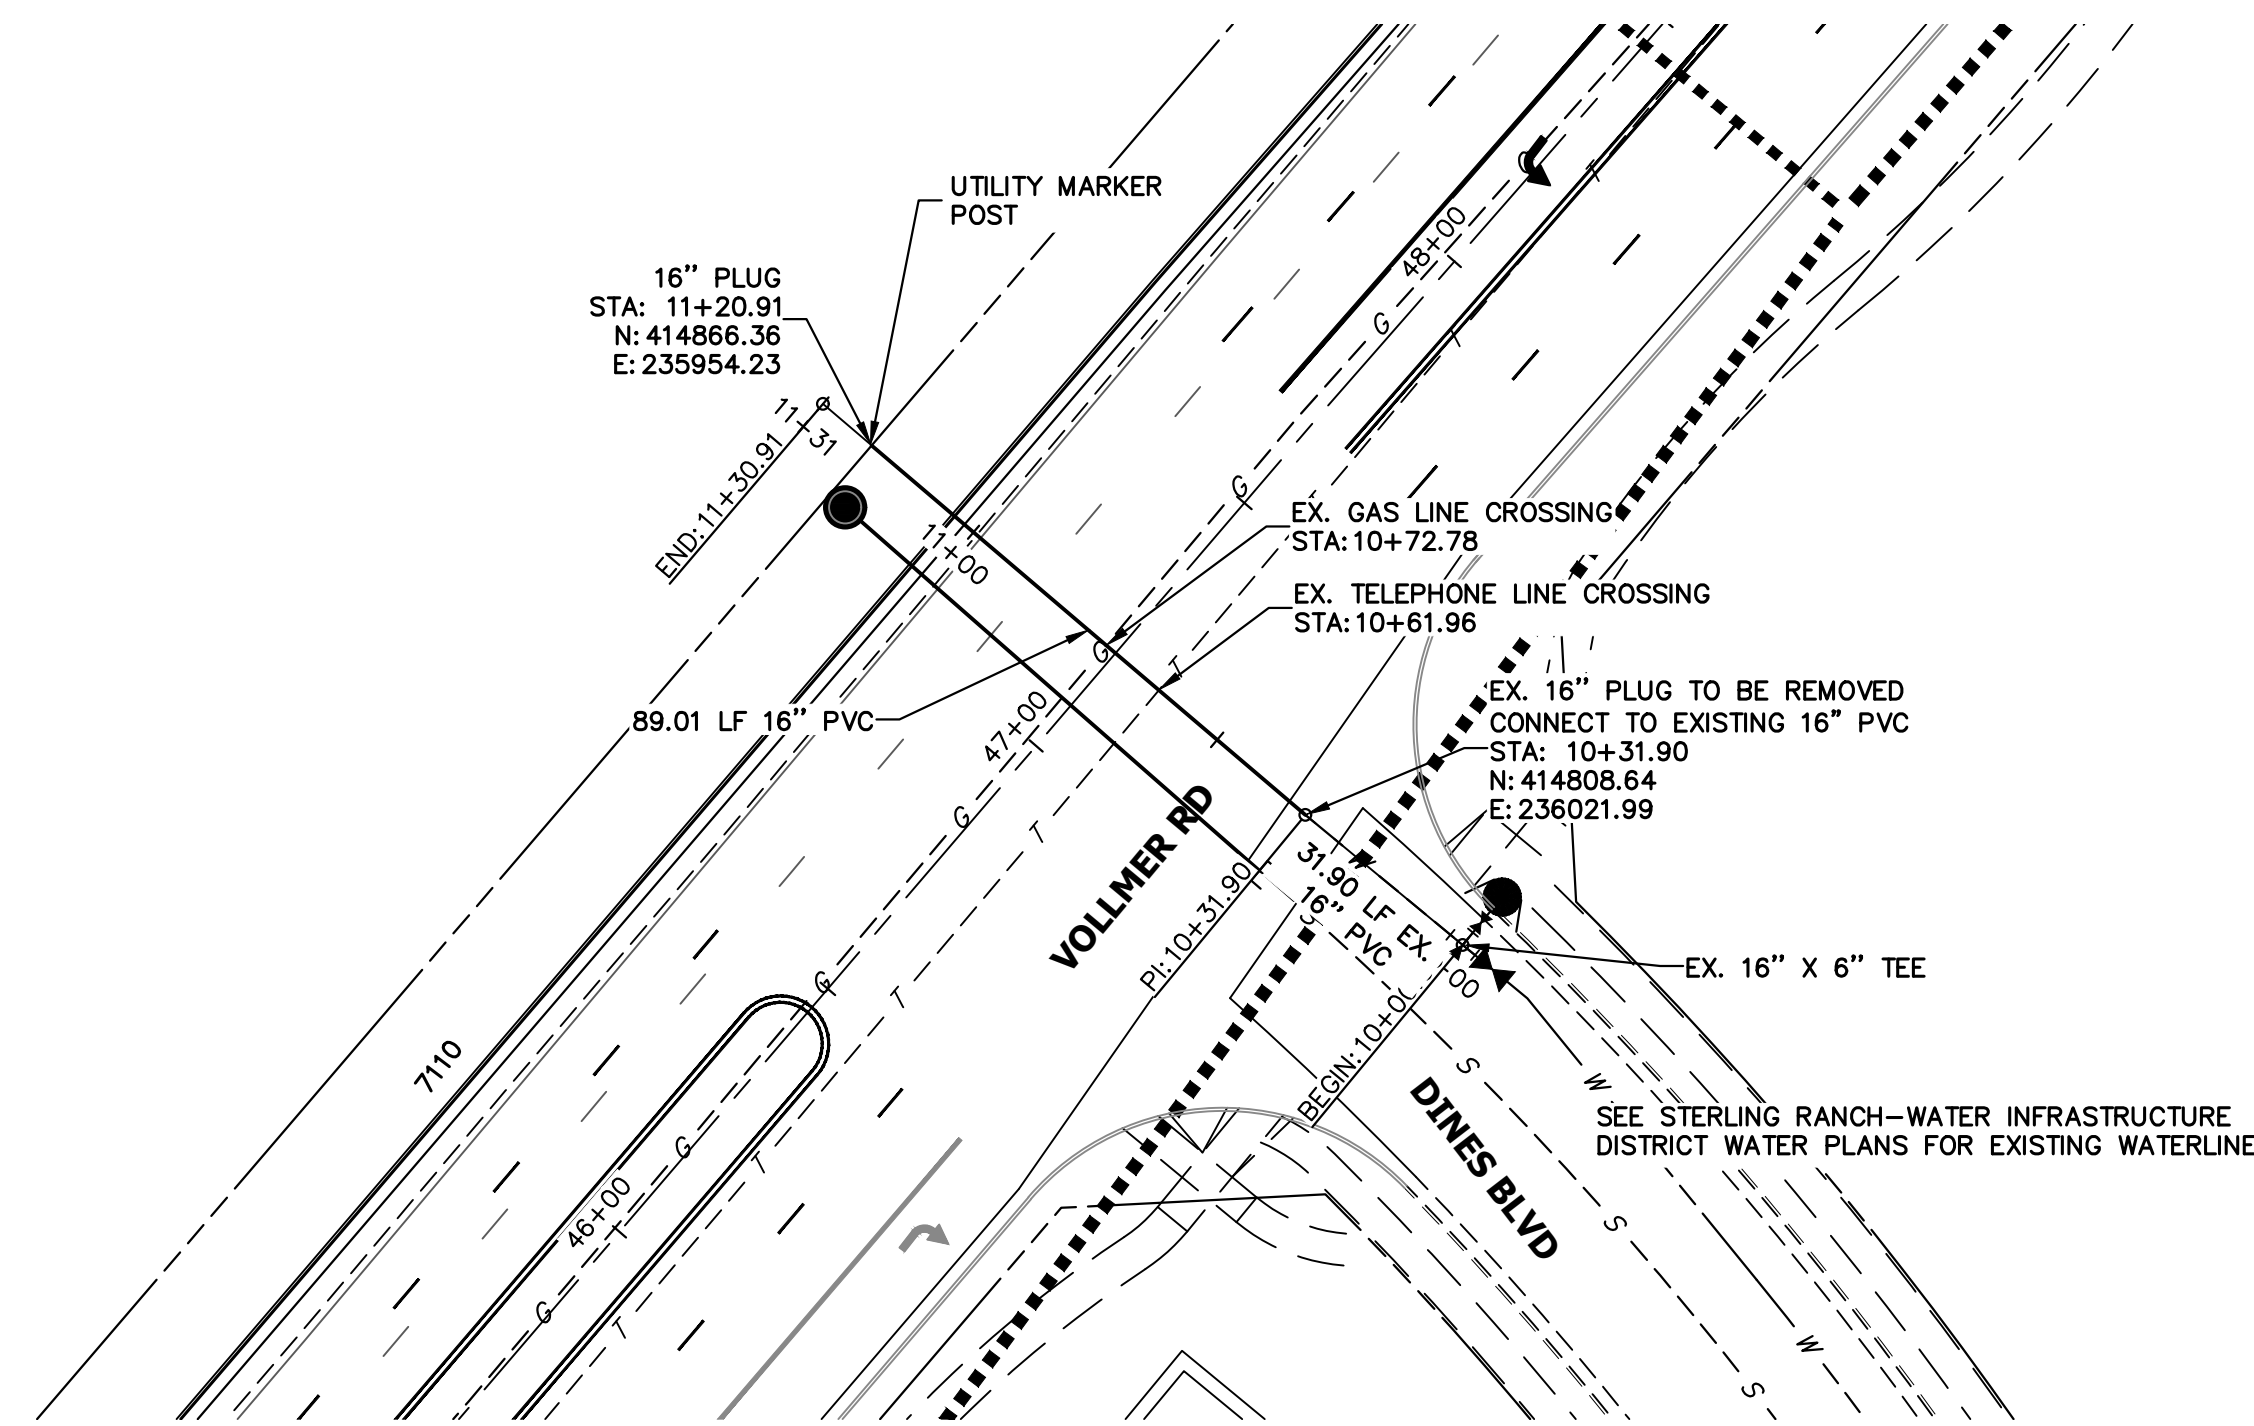 UTILITY MARKER
POST
16" PLUG
STA: 11+20.91
N: 414866.36
E: 235954.23
11+31
END: 11+30.91
48+00
G
T
G
T
11+00
EX. GAS LINE CROSSING
STA: 10+72.78
EX. TELEPHONE LINE CROSSING
STA: 10+61.96
G
T
89.01 LF 16" PVC
47+00
T
EX. 16" PLUG TO BE REMOVED
CONNECT TO EXISTING 16" PVC
STA: 10+31.90
N: 414808.64
E: 236021.99
VOLLMER RD
G
T
PI: 10+31.90
31.90 LF EX.
16" PVC
W
EX. 16" X 6" TEE
BEGIN: 10+00
G
T
7110
S
W
DINES BLVD
SEE STERLING RANCH-WATER INFRASTRUCTURE
DISTRICT WATER PLANS FOR EXISTING WATERLINE
G
T
46+00
S
G
T
W
S